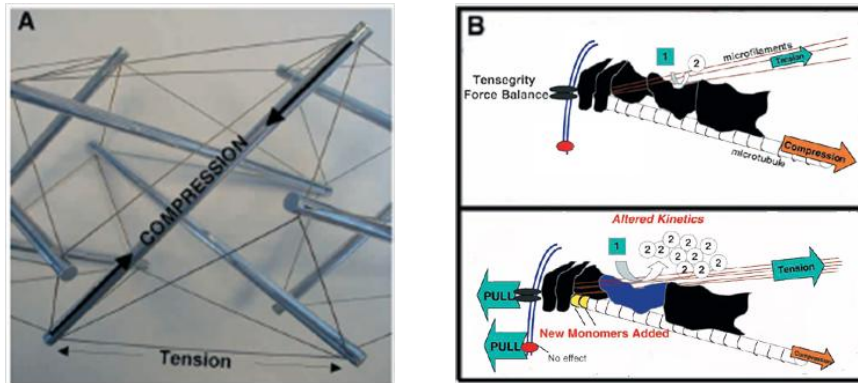 A
COMPRESSION
Tension
B
microfilaments
1
2
Tension
Tensegrity
Force Balance
microtubule
Compression
Altered Kinetics
1
2
2
2
2
2
2
2
2
2
Tension
PULL
New Monomers Added
PULL
No effect
Compression